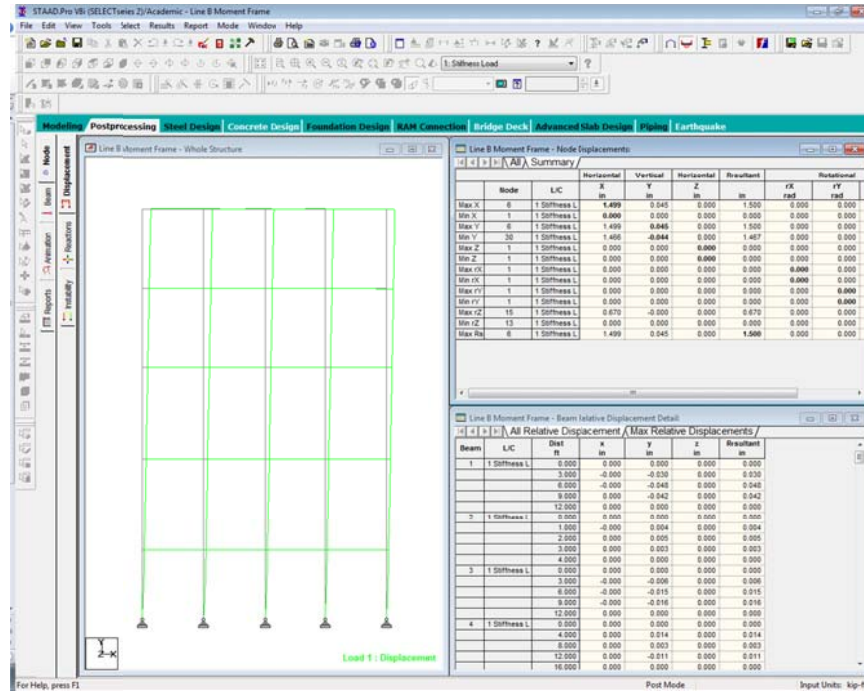 STAAD.Pro V8i (SELECTseies 2)/Academic - Line B Moment Frame
File Edit View Tools Select Results Report Mode Window Help
1: Stiffness Load
Modeling Postprocessing Steel Design Concrete Design Foundation Design RAM Connection Bridge Deck Advanced Slab Design Piping Earthquake
Node
Beam
Animation
Reports
Displacement
Reactions
Instability
Line B Moment Frame - Whole Structure
Load 1 : Displacement
Line B Moment Frame - Node Displacements:
All Summary
Horizontal Vertical Horizontal Resultant Rotational
Node L/C X in Y in Z in in rX rad rY rad
Max X 6 1 Stiffness L 1.499 0.045 0.000 1.500 0.000 0.000
Min X 1 1 Stiffness L 0.000 0.000 0.000 0.000 0.000 0.000
Max Y 6 1 Stiffness L 1.499 0.045 0.000 1.500 0.000 0.000
Min Y 30 1 Stiffness L 1.466 -0.044 0.000 1.467 0.000 0.000
Max Z 1 1 Stiffness L 0.000 0.000 0.000 0.000 0.000 0.000
Min Z 1 1 Stiffness L 0.000 0.000 0.000 0.000 0.000 0.000
Max rX 1 1 Stiffness L 0.000 0.000 0.000 0.000 0.000 0.000
Min rX 1 1 Stiffness L 0.000 0.000 0.000 0.000 0.000 0.000
Max rY 1 1 Stiffness L 0.000 0.000 0.000 0.000 0.000 0.000
Min rY 1 1 Stiffness L 0.000 0.000 0.000 0.000 0.000 0.000
Max rZ 15 1 Stiffness L 0.670 -0.000 0.000 0.670 0.000 0.000
Min rZ 13 1 Stiffness L 0.000 0.000 0.000 0.000 0.000 0.000
Max Rs 6 1 Stiffness L 1.499 0.045 0.000 1.500 0.000 0.000
Line B Moment Frame - Beam Relative Displacement Detail:
All Relative Displacement Max Relative Displacements
Beam L/C Dist ft x in y in z in Resultant in
1 1 Stiffness L 0.000 0.000 0.000 0.000 0.000
3.000 -0.000 -0.030 0.000 0.030
6.000 -0.000 -0.048 0.000 0.048
9.000 0.000 -0.042 0.000 0.042
12.000 0.000 0.000 0.000 0.000
2 1 Stiffness L 0.000 0.000 0.000 0.000 0.000
1.000 -0.000 0.004 0.000 0.004
2.000 0.000 0.005 0.000 0.005
3.000 0.000 0.003 0.000 0.003
4.000 0.000 0.000 0.000 0.000
3 1 Stiffness L 0.000 0.000 0.000 0.000 0.000
3.000 -0.000 -0.006 0.000 0.006
6.000 -0.000 -0.015 0.000 0.015
9.000 -0.000 -0.016 0.000 0.016
12.000 0.000 0.000 0.000 0.000
4 1 Stiffness L 0.000 0.000 0.000 0.000 0.000
4.000 0.000 0.014 0.000 0.014
8.000 0.000 0.003 0.000 0.003
12.000 0.000 -0.011 0.000 0.011
16.000 0.000 0.000 0.000 0.000
For Help, press F1
Post Mode
Input Units: